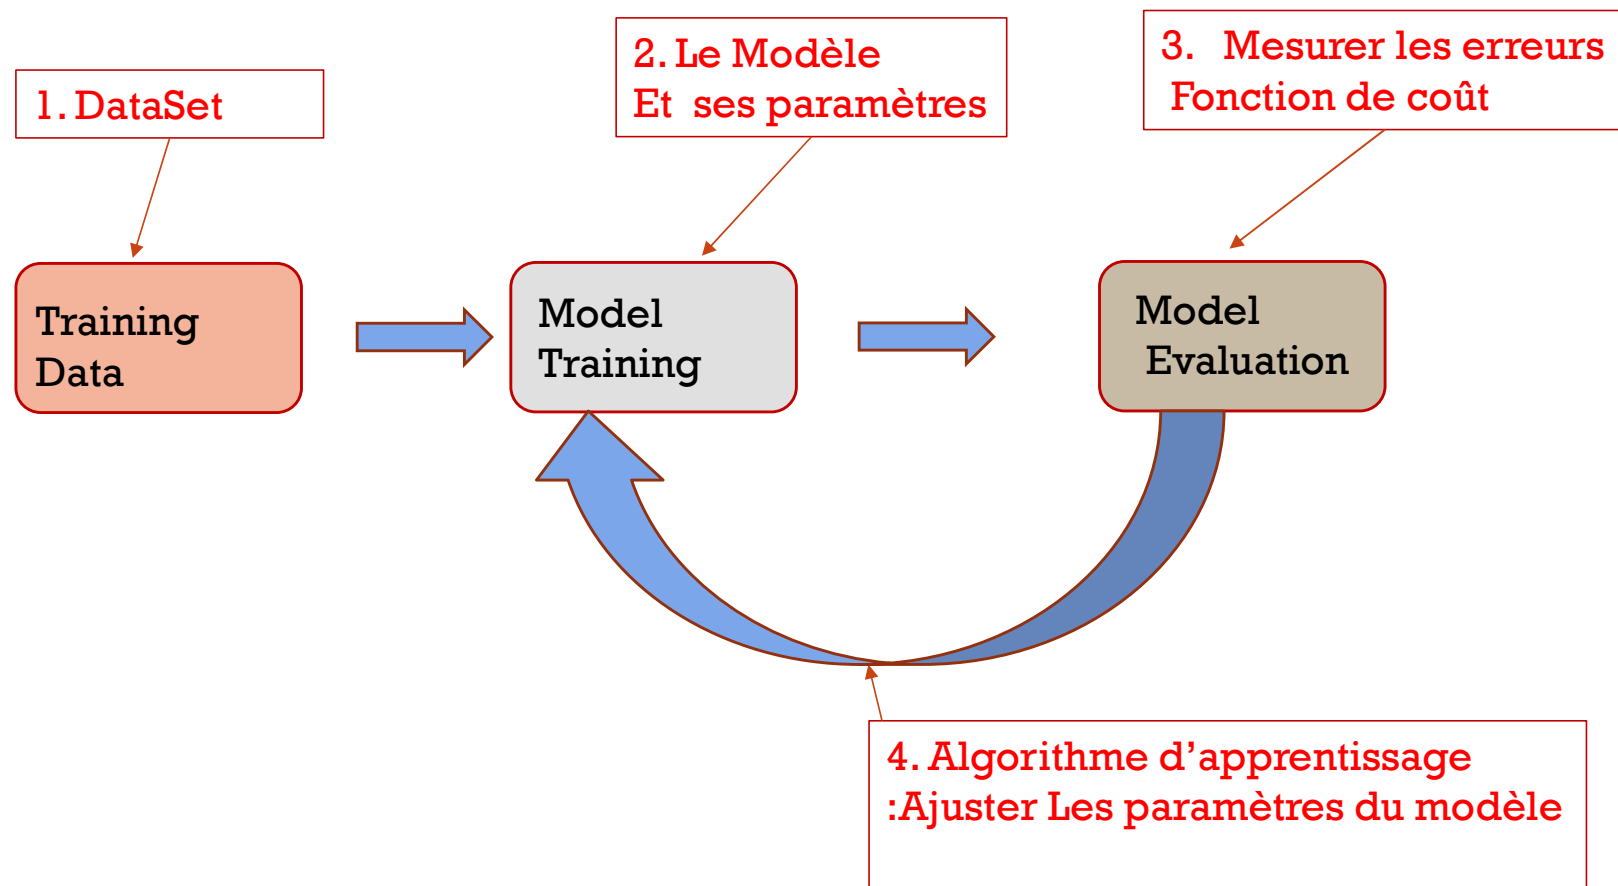 1. DataSet
2. Le Modèle
Et ses paramètres
3. Mesurer les erreurs
Fonction de coût
Training
Data
Model
Training
Model
Evaluation
4. Algorithme d’apprentissage
:Ajuster Les paramètres du modèle